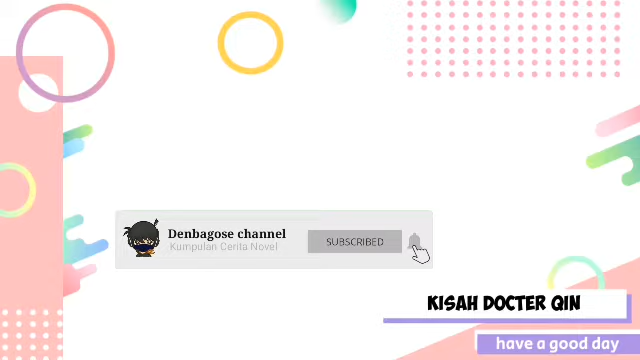 Denbagose channel
Kumpulan Cerita Novel
SUBSCRIBED
KISAH DOCTER QIN
have a good day